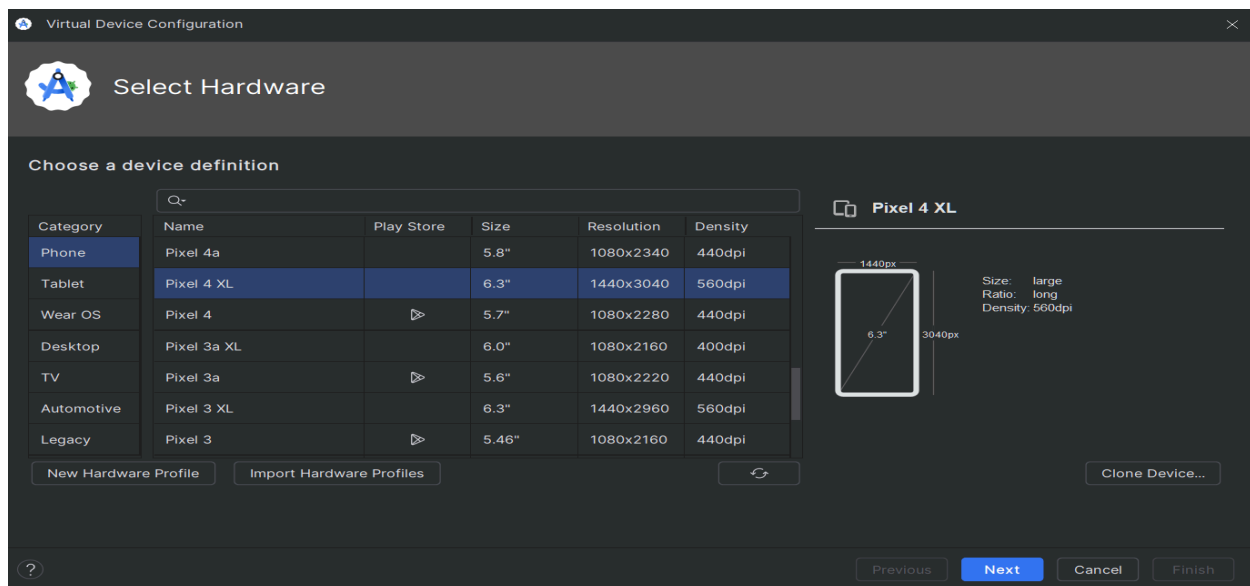 Virtual Device Configuration
Select Hardware
Choose a device definition
Category Name Play Store Size Resolution Density
Phone Pixel 4a 5.8" 1080x2340 440dpi
Tablet Pixel 4 XL 6.3" 1440x3040 560dpi
Wear OS Pixel 4 5.7" 1080x2280 440dpi
Desktop Pixel 3a XL 6.0" 1080x2160 400dpi
TV Pixel 3a 5.6" 1080x2220 440dpi
Automotive Pixel 3 XL 6.3" 1440x2960 560dpi
Legacy Pixel 3 5.46" 1080x2160 440dpi
New Hardware Profile Import Hardware Profiles
Pixel 4 XL
1440px
6.3" 3040px
Size: large
Ratio: long
Density: 560dpi
Clone Device...
? Previous Next Cancel Finish